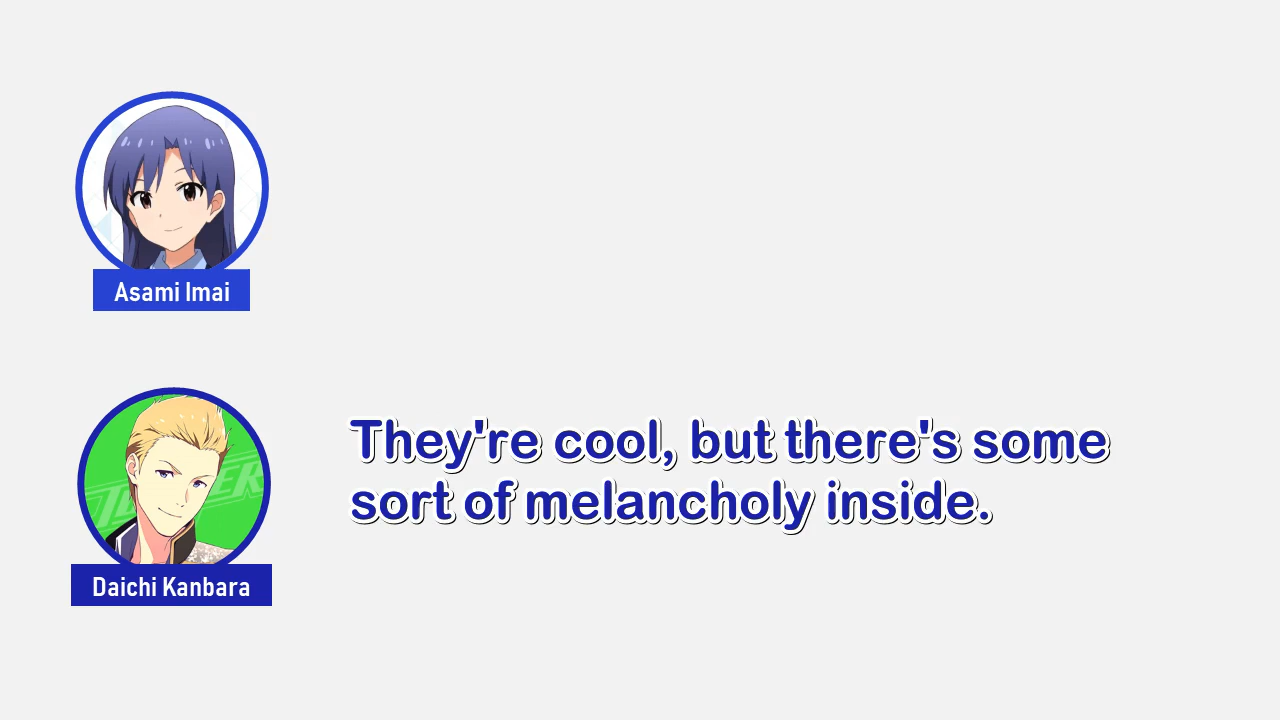 Asami Imai
They're cool, but there's some
sort of melancholy inside.
Daichi Kanbara